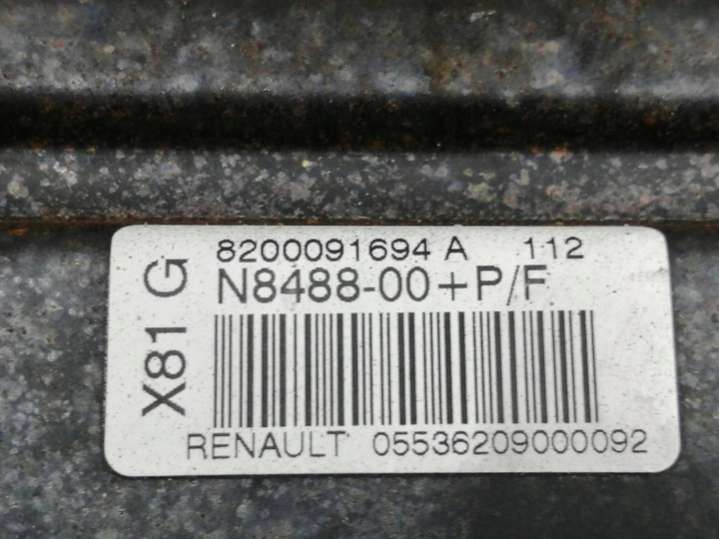 8200091694 A 112
N8488-00+P/F
X81 G
RENAULT 05536209000092